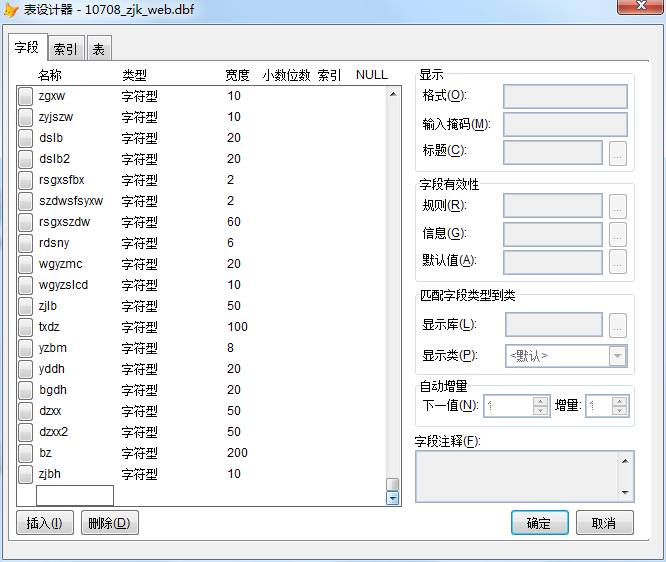 表设计器 - 10708_zjk_web.dbf
字段 索引 表
名称 类型 宽度 小数位数 索引 NULL
zgxw 字符型 10
zyjszw 字符型 10
dslb 字符型 20
dslb2 字符型 20
rsgxsfbx 字符型 2
szdwsfsyxw 字符型 2
rsgxszdw 字符型 60
rdsny 字符型 6
wgyzmc 字符型 20
wgyzslcd 字符型 10
zjlb 字符型 50
txdz 字符型 100
yzbm 字符型 8
yddh 字符型 20
bgdh 字符型 20
dzxx 字符型 50
dzxx2 字符型 50
bz 字符型 200
zjbh 字符型 10
插入(I) 删除(D)
显示
格式(O):
输入掩码(M):
标题(C): ...
字段有效性
规则(R): ...
信息(G): ...
默认值(A): ...
匹配字段类型到类
显示库(L): ...
显示类(P): <默认>
自动增量
下一值(N): 1 增量: 1
字段注释(F):
确定 取消